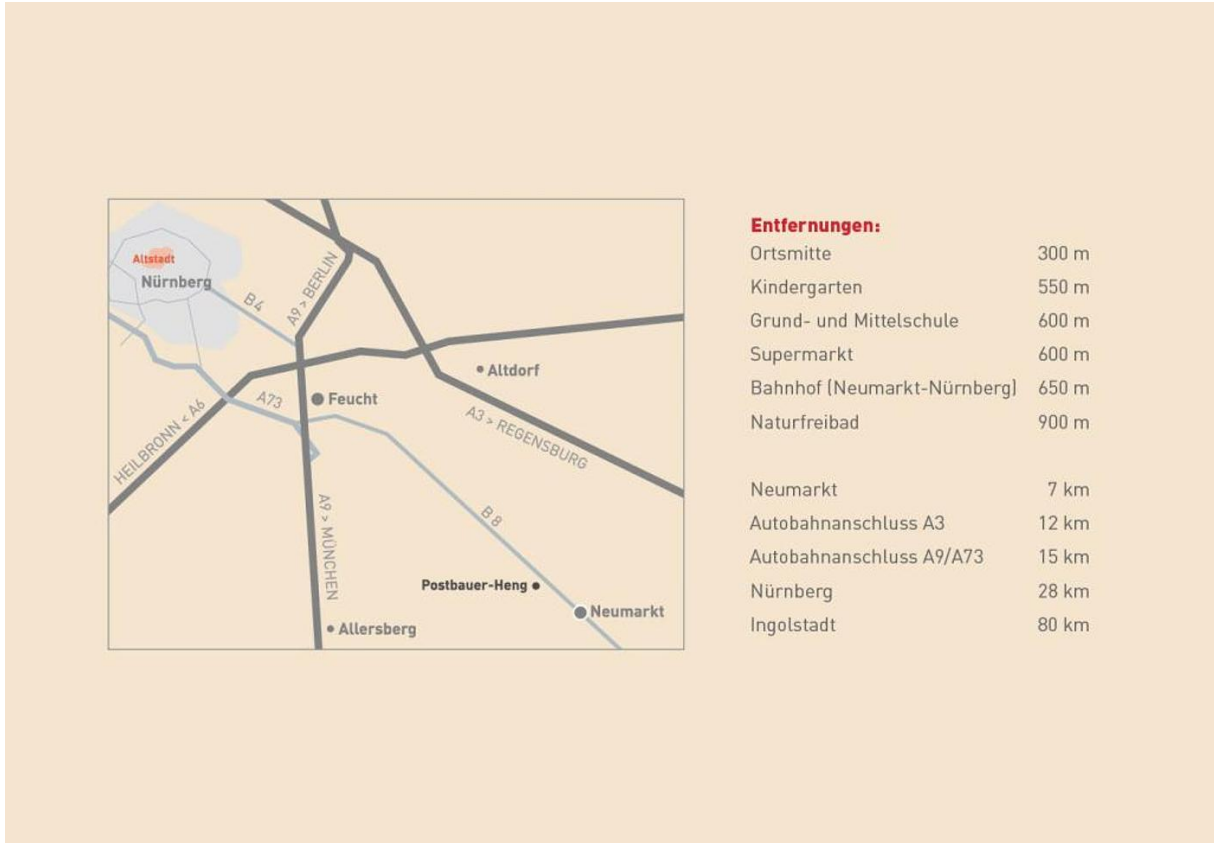 Altstadt
Nürnberg
B 4
A9 > BERLIN
Altdorf
Feucht
A73
HEILBRONN < A6
A3 > REGENSBURG
A9 > MÜNCHEN
B 8
Postbauer-Heng
Neumarkt
Allersberg
Entfernungen:
Ortsmitte 300 m
Kindergarten 550 m
Grund- und Mittelschule 600 m
Supermarkt 600 m
Bahnhof (Neumarkt-Nürnberg) 650 m
Naturfreibad 900 m
Neumarkt 7 km
Autobahnanschluss A3 12 km
Autobahnanschluss A9/A73 15 km
Nürnberg 28 km
Ingolstadt 80 km